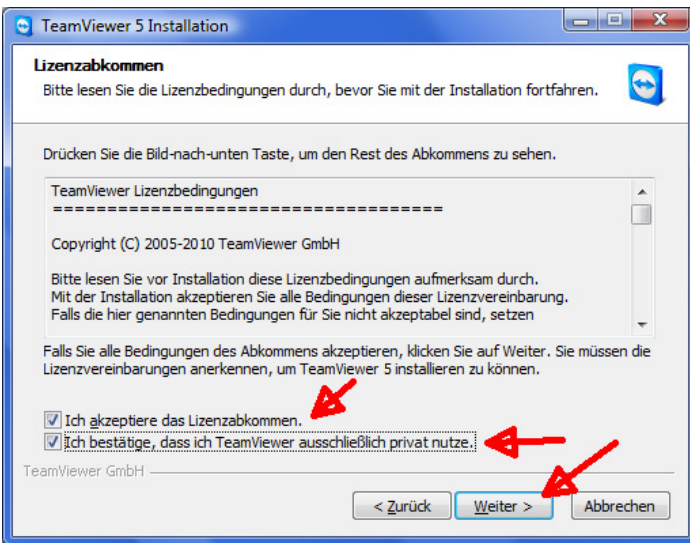 TeamViewer 5 Installation
Lizenzabkommen
Bitte lesen Sie die Lizenzbedingungen durch, bevor Sie mit der Installation fortfahren.
Drücken Sie die Bild-nach-unten Taste, um den Rest des Abkommens zu sehen.
TeamViewer Lizenzbedingungen
====================================
Copyright (C) 2005-2010 TeamViewer GmbH
Bitte lesen Sie vor Installation diese Lizenzbedingungen aufmerksam durch.
Mit der Installation akzeptieren Sie alle Bedingungen dieser Lizenzvereinbarung.
Falls die hier genannten Bedingungen für Sie nicht akzeptabel sind, setzen
Falls Sie alle Bedingungen des Abkommens akzeptieren, klicken Sie auf Weiter. Sie müssen die
Lizenzvereinbarungen anerkennen, um TeamViewer 5 installieren zu können.
Ich akzeptiere das Lizenzabkommen.
Ich bestätige, dass ich TeamViewer ausschließlich privat nutze.
TeamViewer GmbH
< Zurück Weiter > Abbrechen